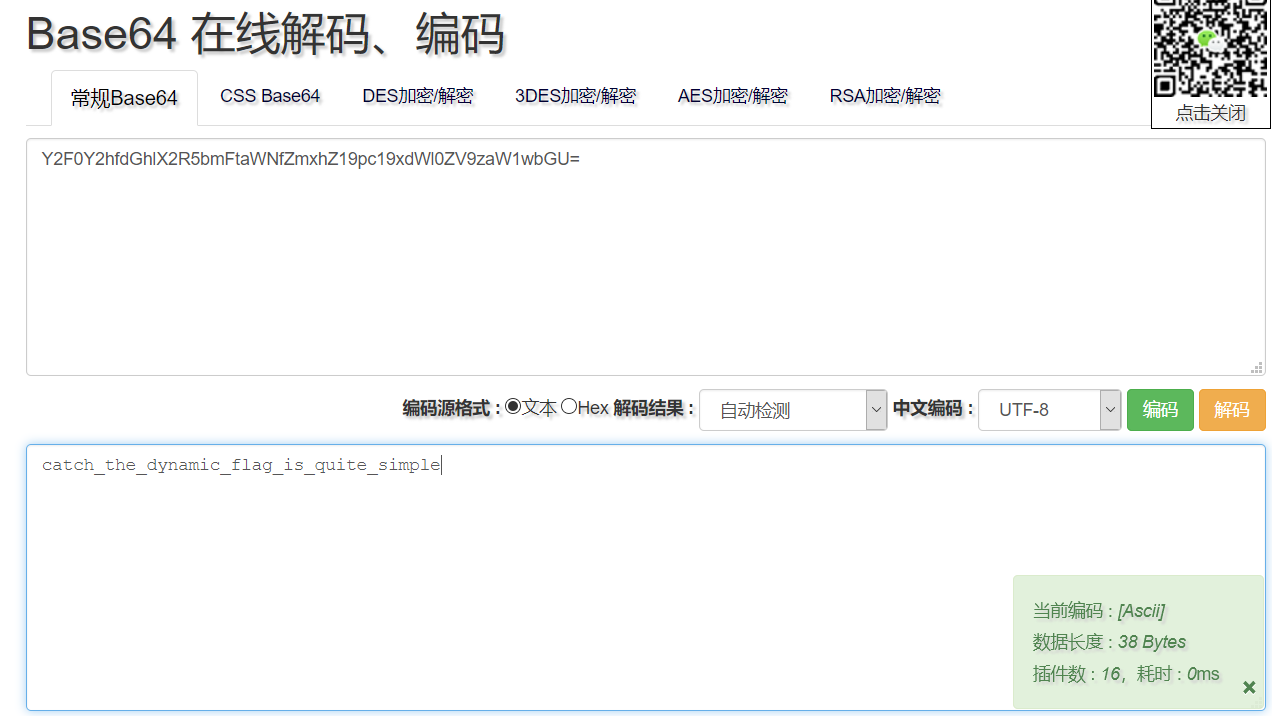 Base64 在线解码、编码
点击关闭
常规Base64 CSS Base64 DES加密/解密 3DES加密/解密 AES加密/解密 RSA加密/解密
Y2F0Y2hfdGhlX2R5bmFtaWNfZmxhZ19pc19xdWl0ZV9zaW1wbGU=
编码源格式 : 文本 Hex 解码结果 : 自动检测 中文编码 : UTF-8 编码 解码
catch_the_dynamic_flag_is_quite_simple
当前编码 : [Ascii]
数据长度 : 38 Bytes
插件数 : 16，耗时 : 0ms